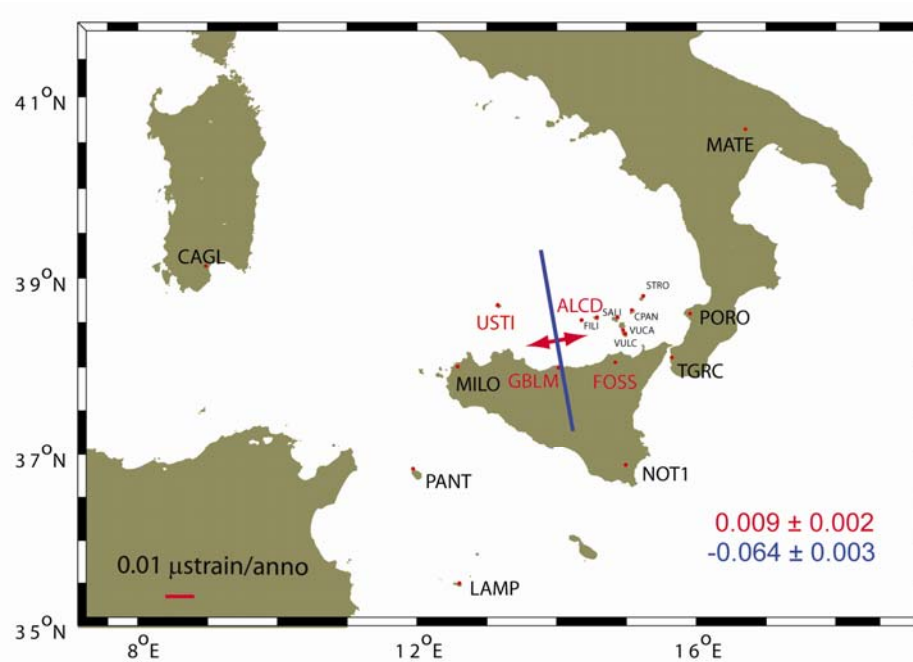 41°N
MATE
CAGL
39°N
STRO
ALCD
SALI
CPAN
USTI
FILI
PORO
VUCA
VULC
TGRC
MILO
GBLM
FOSS
37°N
PANT
NOT1
0.009 ± 0.002
-0.064 ± 0.003
0.01 μstrain/anno
LAMP
35°N
8°E
12°E
16°E